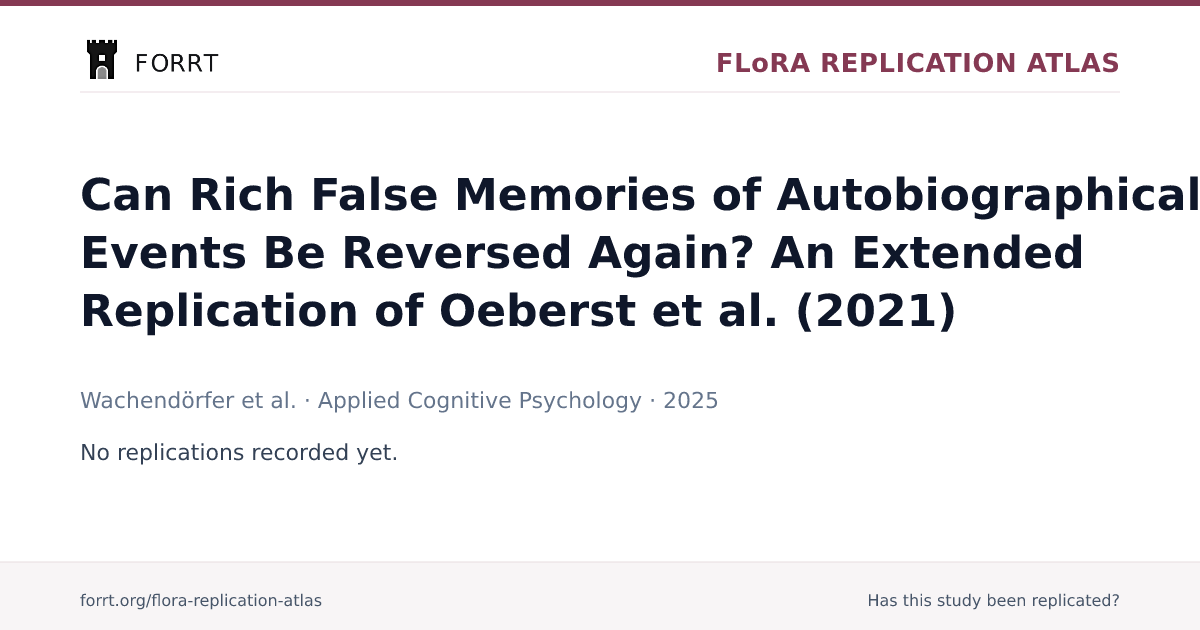 FORRT
FLoRA REPLICATION ATLAS
Can Rich False Memories of Autobiographical
Events Be Reversed Again? An Extended
Replication of Oeberst et al. (2021)
Wachendörfer et al. · Applied Cognitive Psychology · 2025
No replications recorded yet.
forrt.org/flora-replication-atlas
Has this study been replicated?